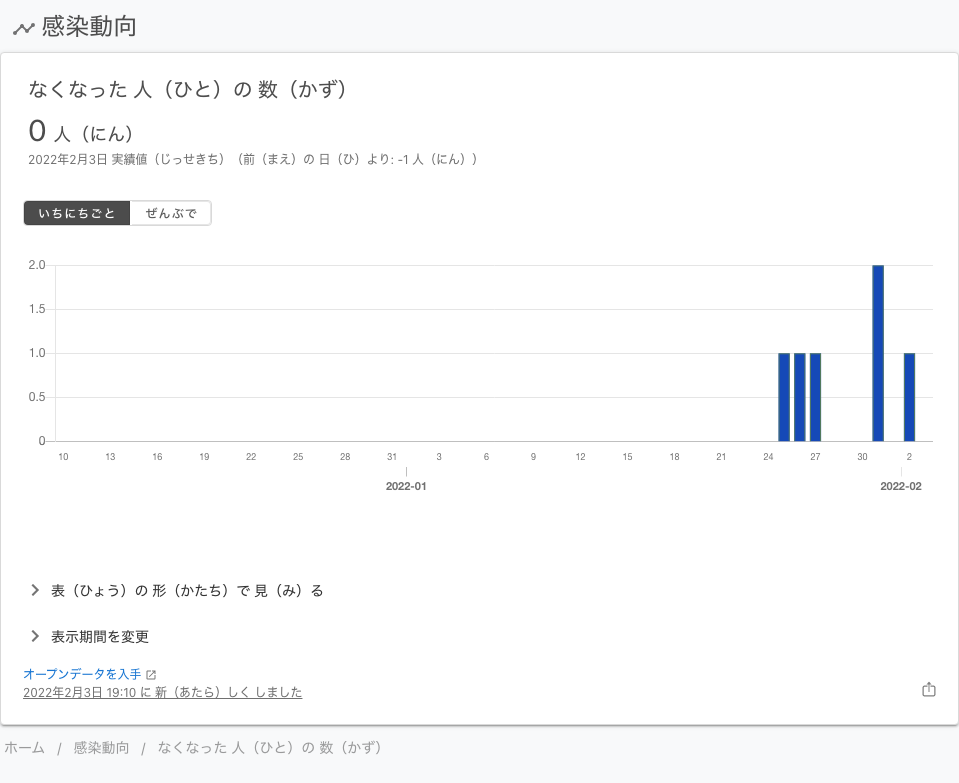 感染動向
なくなった 人（ひと）の 数（かず）
0 人（にん）
2022年2月3日 実績値（じっせきち）（前（まえ）の 日（ひ）より: -1 人（にん））
いちにちごと ぜんぶで
2.0
1.5
1.0
0.5
0
10 13 16 19 22 25 28 31 3 6 9 12 15 18 21 24 27 30 2
2022-01 2022-02
表（ひょう）の 形（かたち）で 見（み）る
表示期間を変更
オープンデータを入手
2022年2月3日 19:10 に 新（あたら）しく しました
ホーム / 感染動向 / なくなった 人（ひと）の 数（かず）